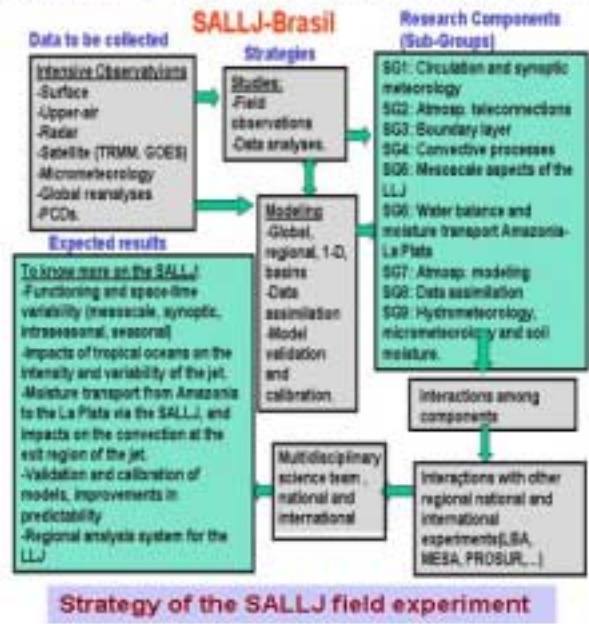 SALLJ-Brasil
Data to be collected
Intensive Observatyions
-Surface
-Upper-air
-Radar
-Satellite (TRMM, GOES)
-Micrometeorology
-Global reanalyses
-PCDs.
Strategies
Studies:
-Field
observations
-Data analyses.
Modeling
-Global,
regional, 1-D,
basins
-Data
assimilation
-Model
validation
and
calibration.
Research Components
(Sub-Groups)
SG1: Circulation and synoptic
meteorology
SG2: Atmosp. teleconnections
SG3: Boundary layer
SG4: Convective processes
SG5: Mesoscale aspects of the
LLJ
SG6: Water balance and
moisture transport Amazonia-
La Plata
SG7: Atmosp. modeling
SG8: Data assimilation
SG9: Hydrometeorology,
micrometeorology and soil
moisture.
Expected results
To know more on the SALLJ:
-Functioning and space-time
variability (mesoscale, synoptic,
intraseasonal, seasonal)
-Impacts of tropical oceans on the
intensity and variability of the jet.
-Moisture transport from Amazonia
to the La Plata via the SALLJ, and
impacts on the convection at the
exit region of the jet.
-Validation and calibration of
models, improvements in
predictability
-Regional analysis system for the
LLJ
Interactions among
components
Interactions with other
regional national and
international
experiments(LBA,
MESA, PROSUR,...)
Multidisciplinary
science team ,
national and
international
Strategy of the SALLJ field experiment